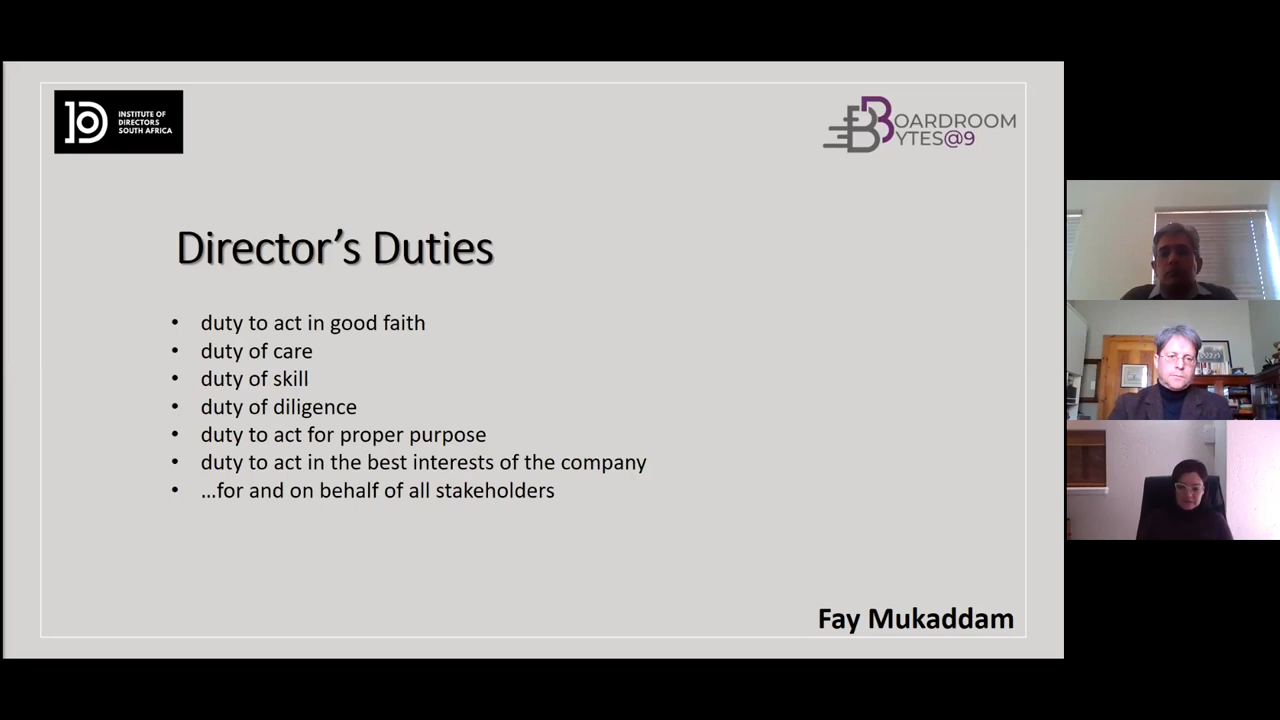 INSTITUTE OF
DIRECTORS
SOUTH AFRICA
BOARDROOM
BYTES@9
Director’s Duties
• duty to act in good faith
• duty of care
• duty of skill
• duty of diligence
• duty to act for proper purpose
• duty to act in the best interests of the company
• …for and on behalf of all stakeholders
Fay Mukaddam